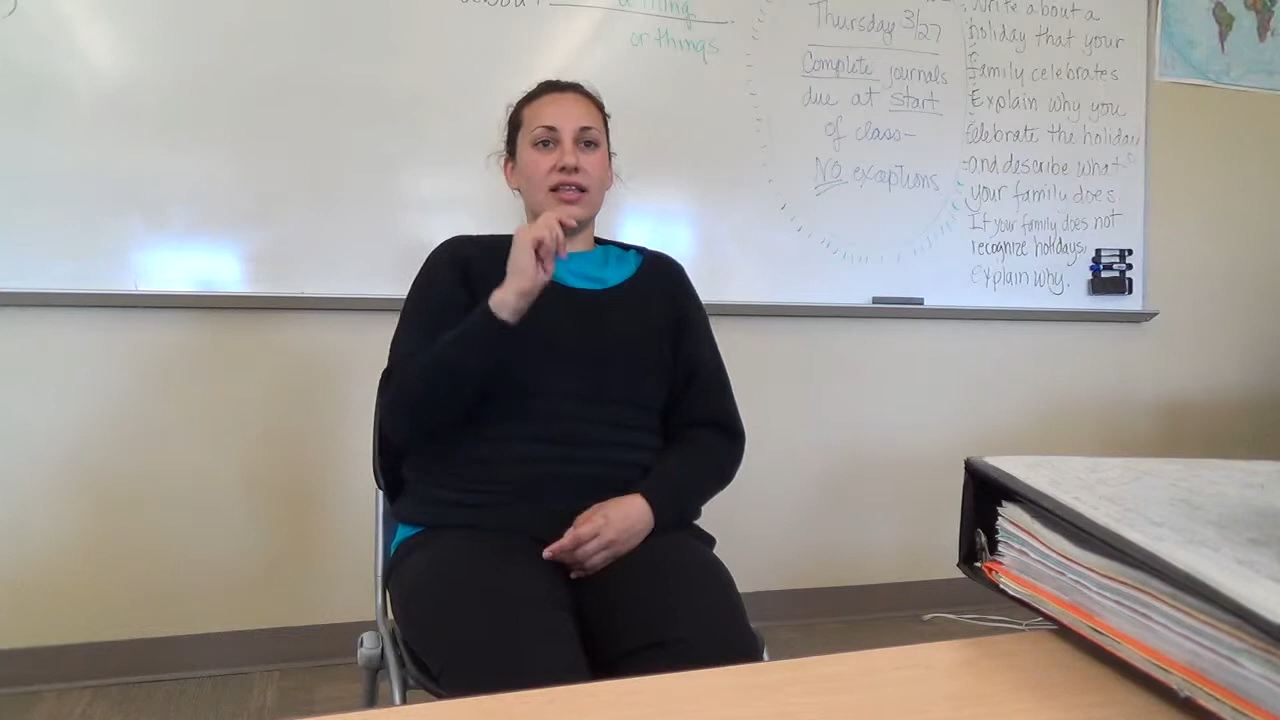 a thing
or things
Thursday 3/27
Complete journals
due at start
of class-
NO exceptions
Write about a
holiday that your
family celebrates
Explain why you
celebrate the holiday
and describe what
your family does.
If your family does not
recognize holidays,
explain why.